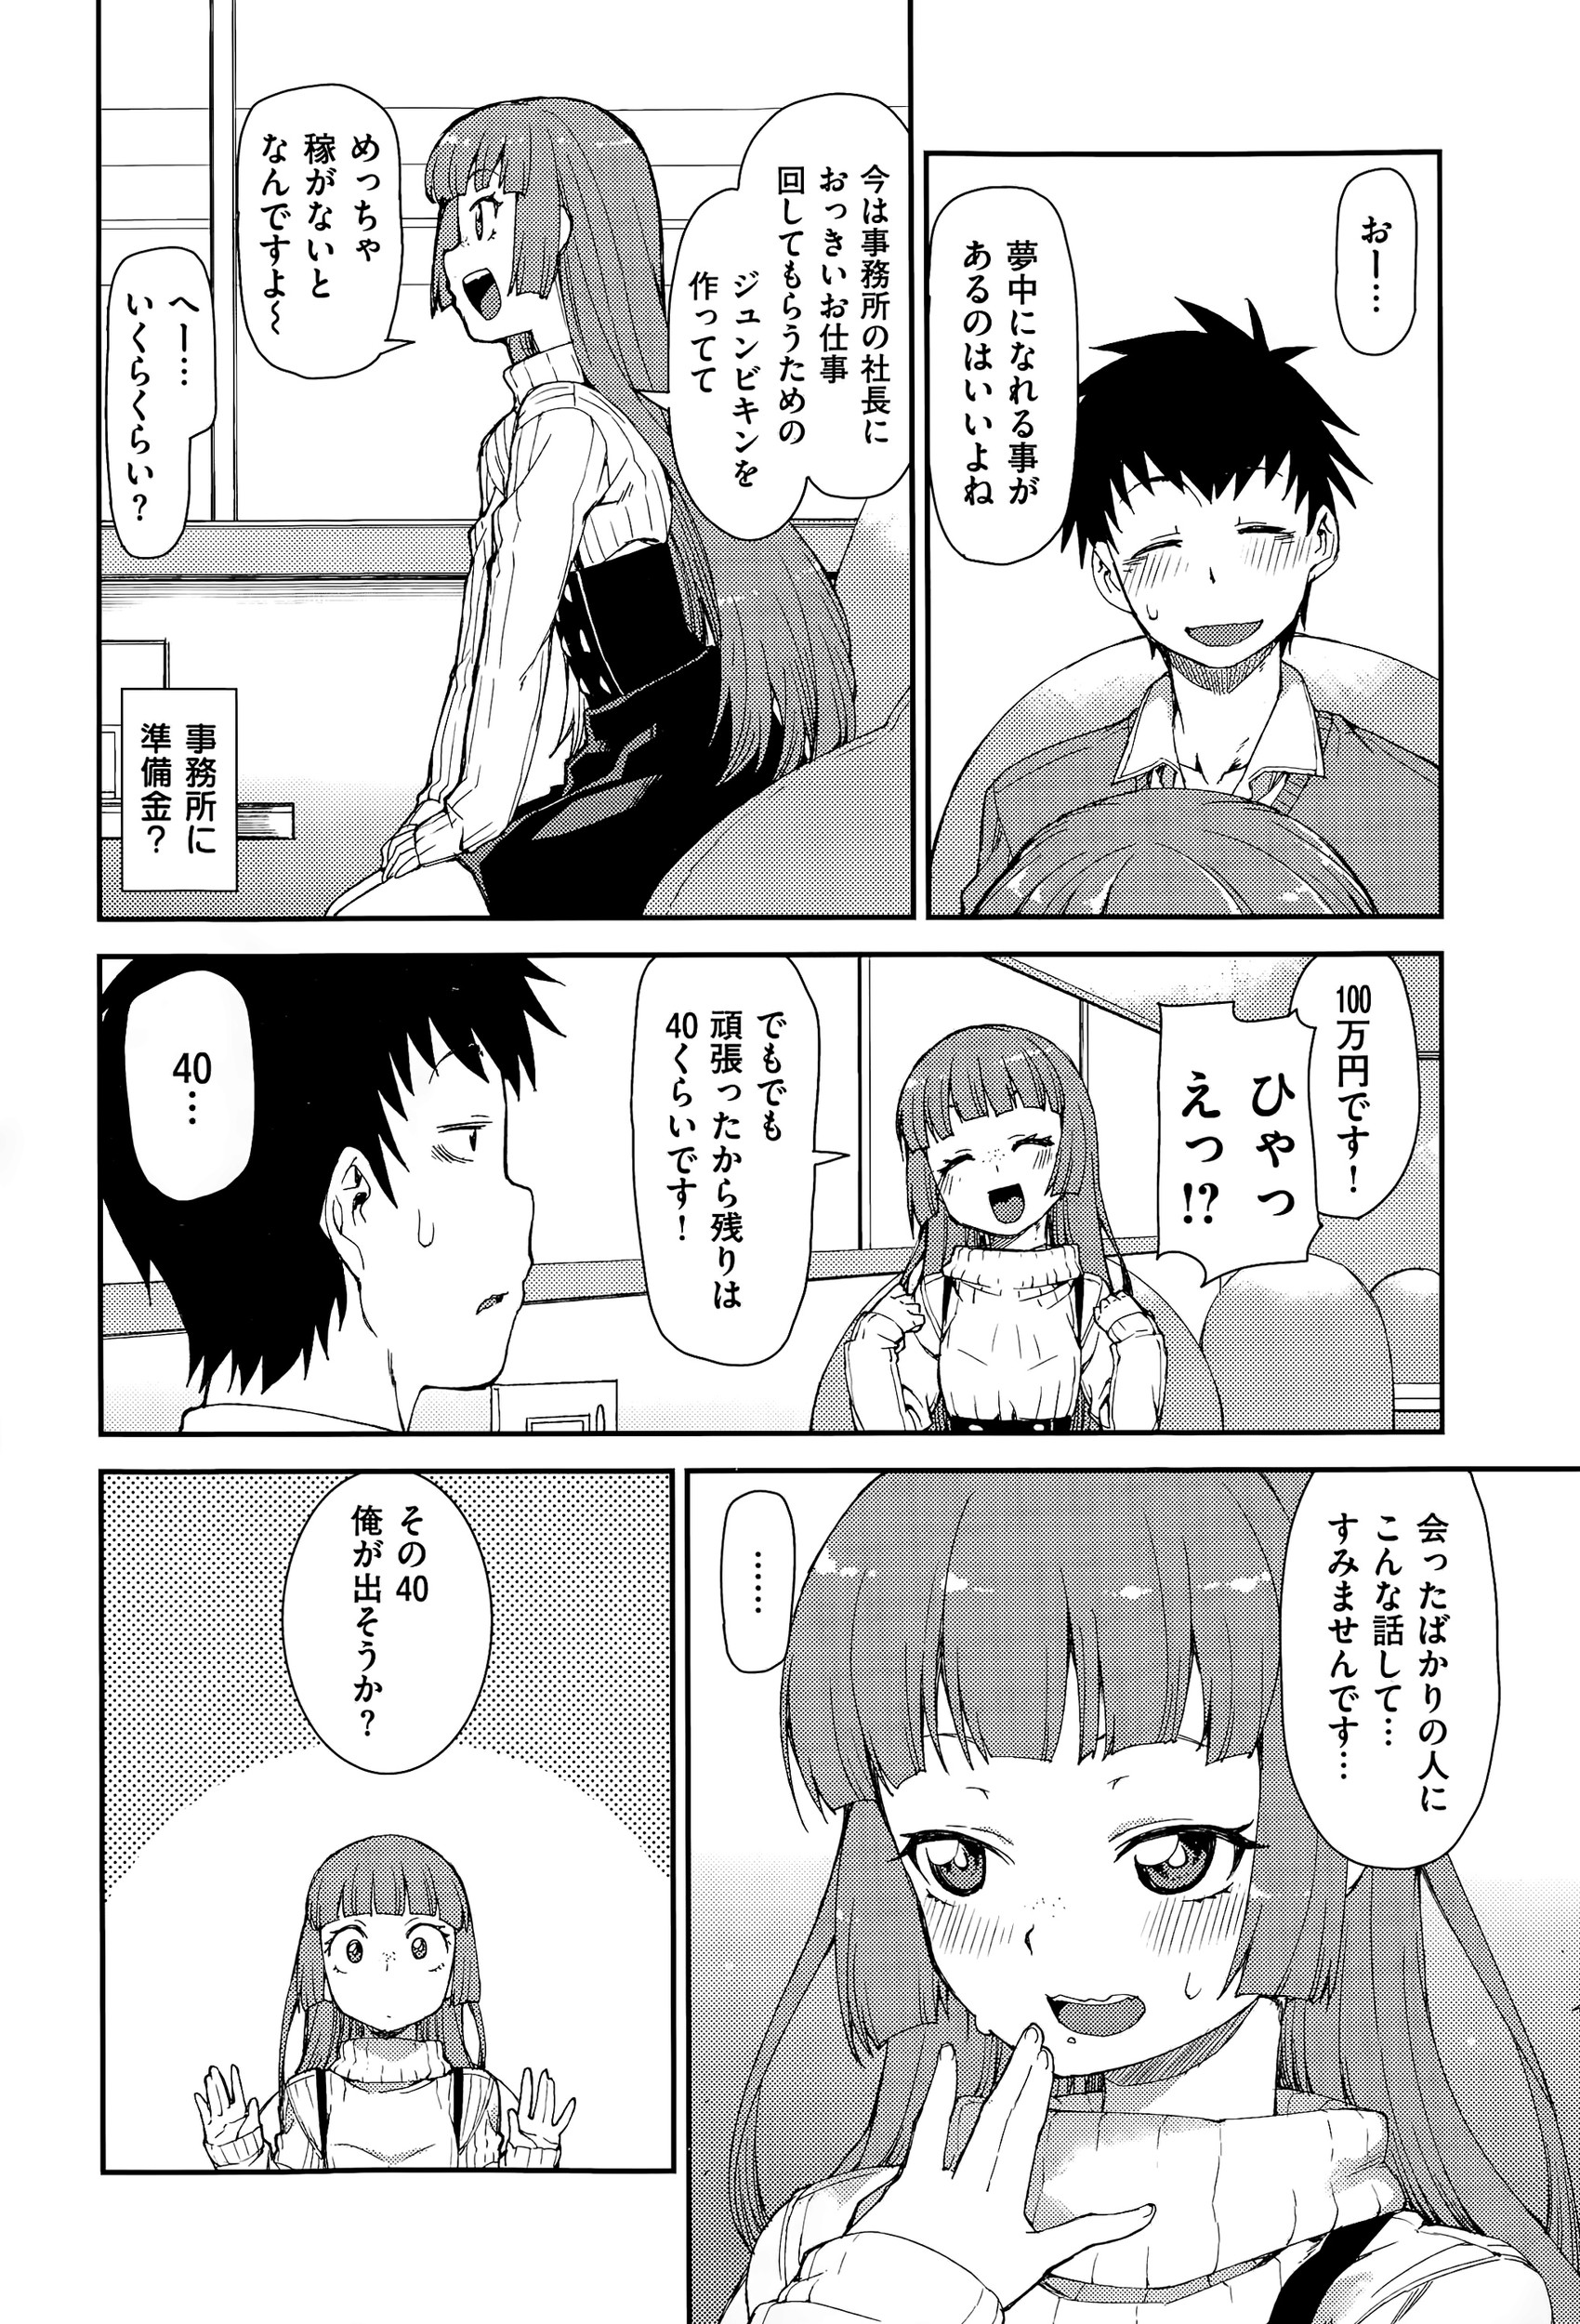 おー…
夢中になれる事が
あるのはいいよね
今は事務所の社長に
おっきいお仕事
回してもらうための
ジュンビキンを
作ってて
めっちゃ
稼がないと
なんですよ〜
へー…
いくらくらい？
事務所に
準備金？
100万円です！
ひゃっ
えっ!?
でもでも
頑張ったから残りは
40くらいです！
40…
会ったばかりの人に
こんな話して…
すみませんです…
……
その40
俺が出そうか？